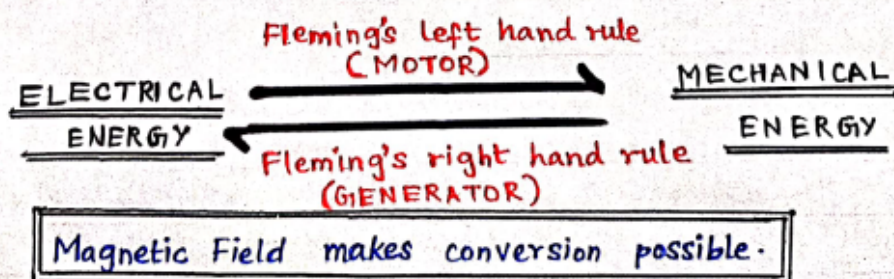 Fleming's left hand rule
(MOTOR)
ELECTRICAL
ENERGY
MECHANICAL
ENERGY
Fleming's right hand rule
(GENERATOR)
Magnetic Field makes conversion possible.